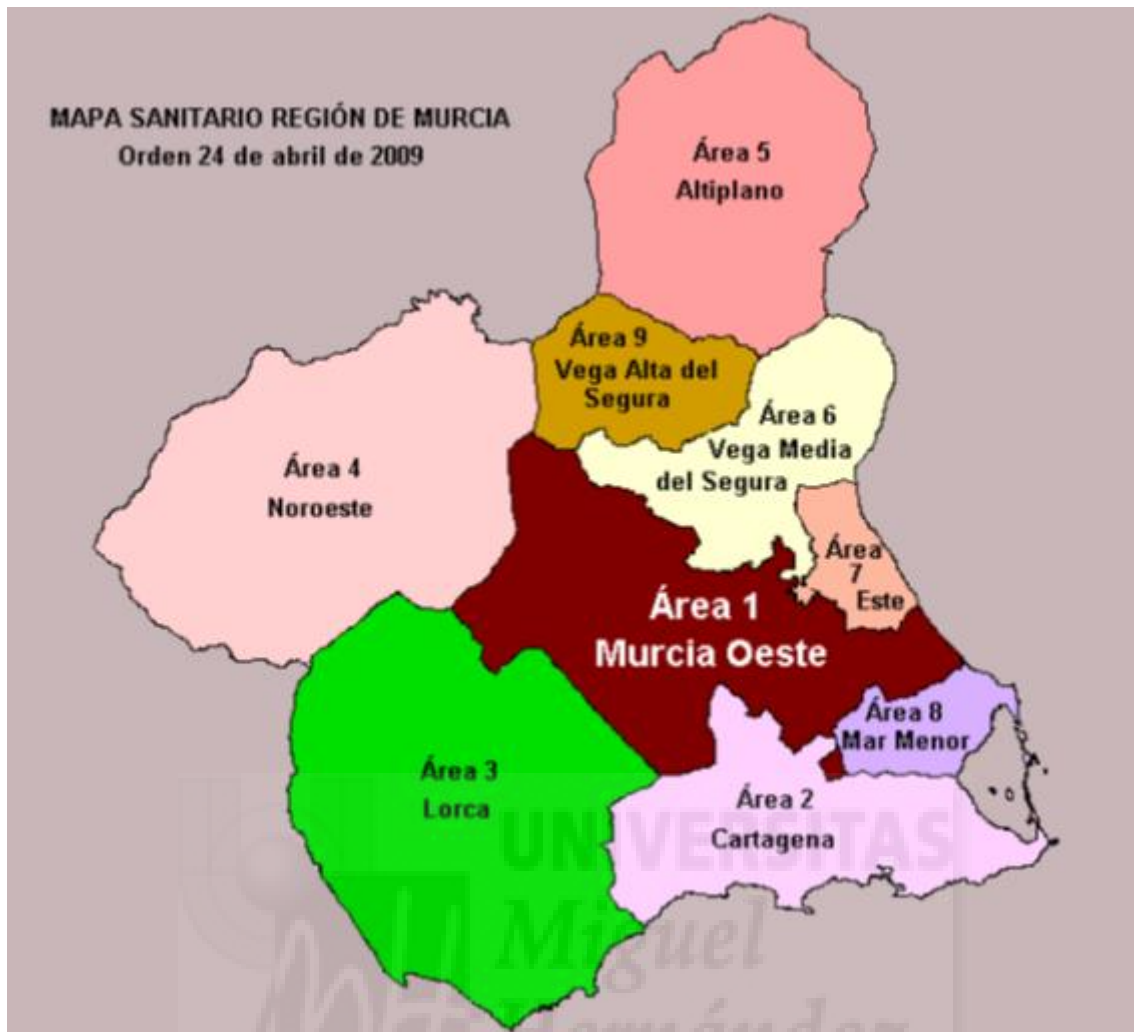 MAPA SANITARIO REGIÓN DE MURCIA
Orden 24 de abril de 2009
Área 5
Altiplano
Área 9
Vega Alta del
Segura
Área 6
Vega Media
del Segura
Área 4
Noroeste
Área
7
Este
Área 1
Murcia Oeste
Área 8
Mar Menor
Área 3
Lorca
Área 2
Cartagena
UNIVERSITAS
Miguel
Hernández